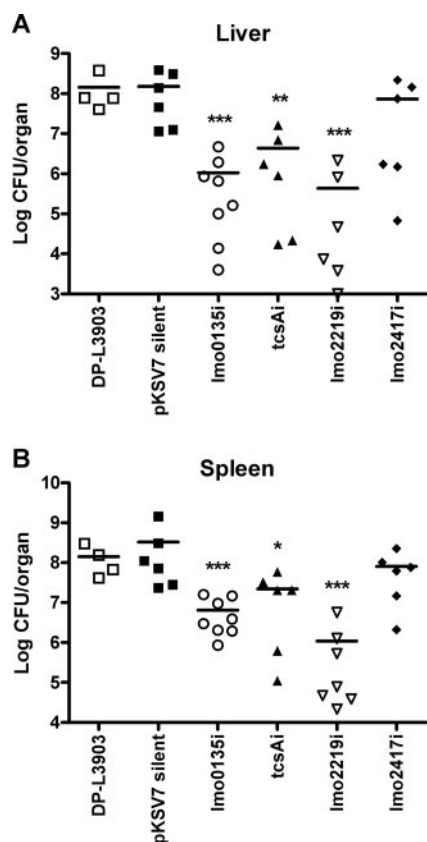 A
Liver
Log CFU/organ
9
8
7
6
5
4
3
***
**
***
DP-L3903
pKSV7 silent
lmo0135i
tcsAi
lmo2219i
lmo2417i
B
Spleen
Log CFU/organ
10
9
8
7
6
5
4
***
*
***
DP-L3903
pKSV7 silent
lmo0135i
tcsAi
lmo2219i
lmo2417i